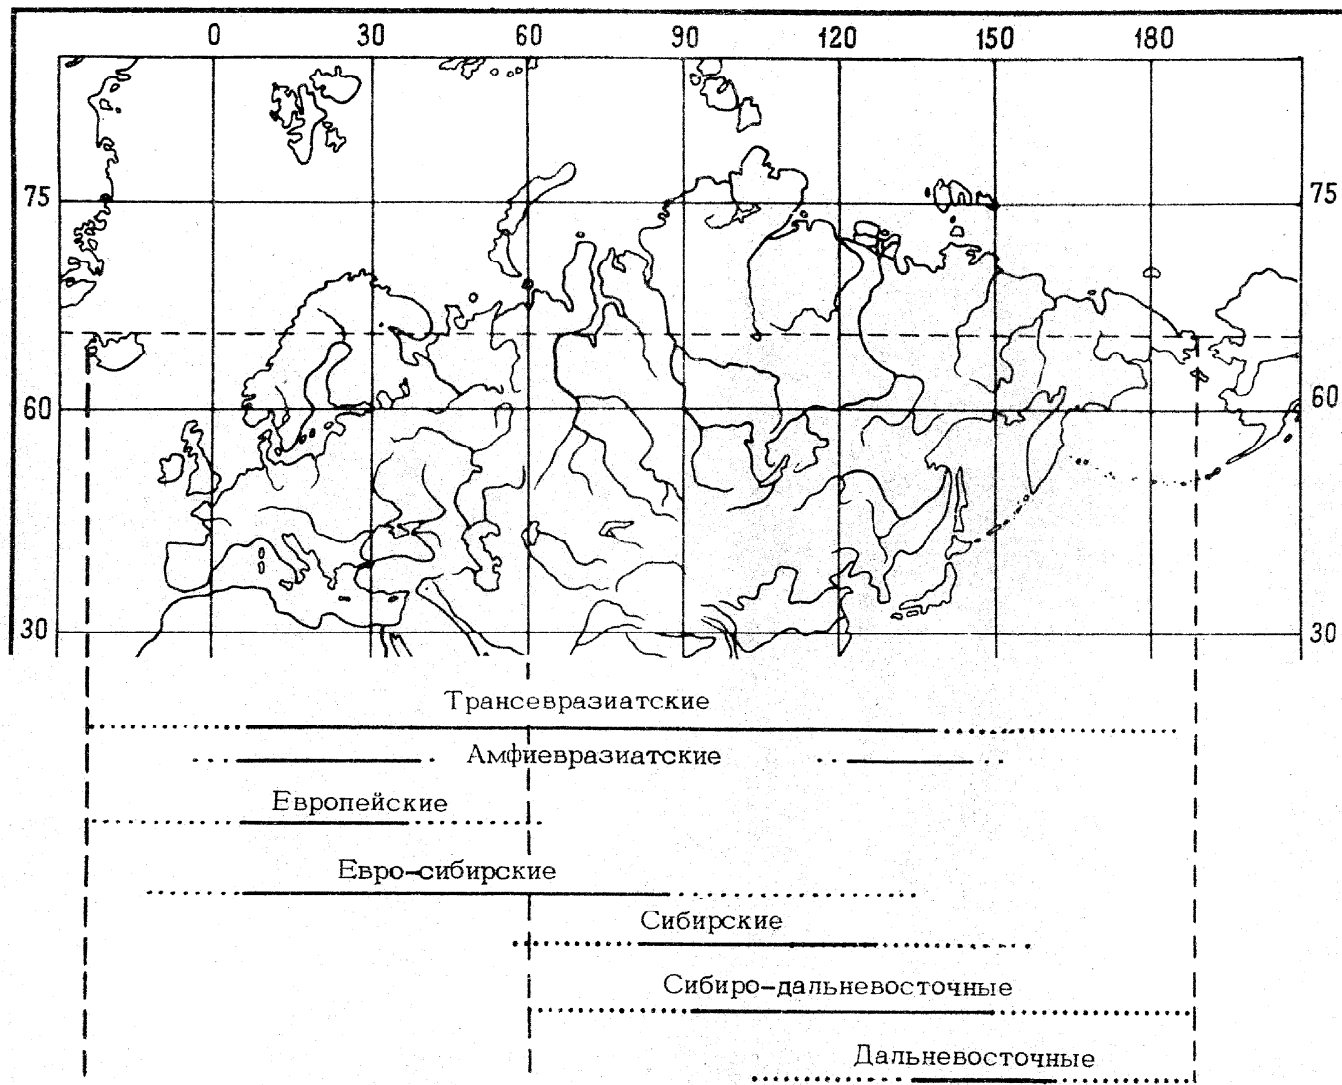 0 30 60 90 120 150 180
75 75
60 60
30 30
Трансевразиатские
Амфиевразиатские
Европейские
Евро-сибирские
Сибирские
Сибиро-дальневосточные
Дальневосточные